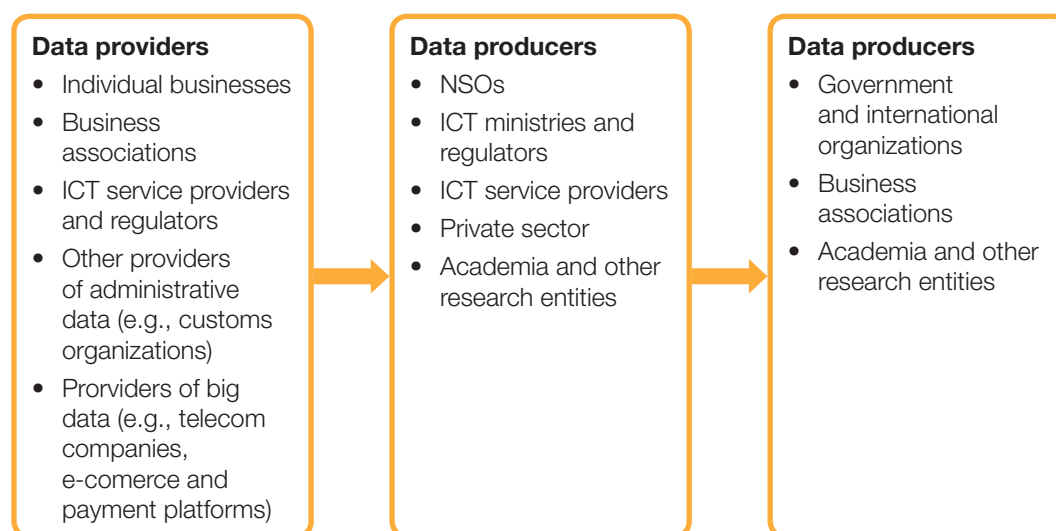 Data providers
• Individual businesses
• Business
associations
• ICT service providers
and regulators
• Other providers
of administrative
data (e.g., customs
organizations)
• Prorviders of big
data (e.g., telecom
companies,
e-comerce and
payment platforms)
Data producers
• NSOs
• ICT ministries and
regulators
• ICT service providers
• Private sector
• Academia and other
research entities
Data producers
• Government
and international
organizations
• Business
associations
• Academia and other
research entities